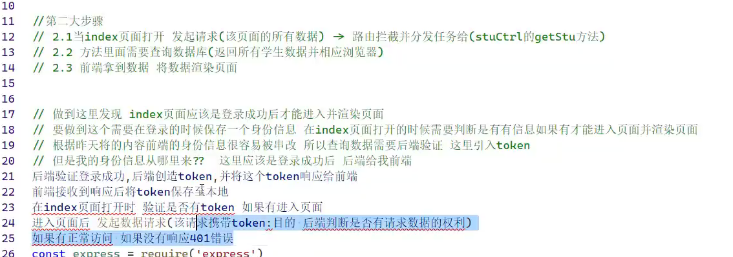 10
11 //第二大步骤
12 // 2.1当index页面打开 发起请求(该页面的所有数据) -> 路由拦截并分发任务给(stuCtrl的getStu方法)
13 // 2.2 方法里面需要查询数据库(返回所有学生数据并相应浏览器)
14 // 2.3 前端拿到数据 将数据渲染页面
15
16
17 // 做到这里发现 index页面应该是登录成功后才能进入并渲染页面
18 // 要做到这个需要在登录的时候保存一个身份信息 在index页面打开的时候需要判断是有有信息如果有才能进入页面并渲染页面
19 // 根据昨天将的内容前端的身份信息很容易被串改 所以查询数据需要后端验证 这里引入token
20 // 但是我的身份信息从哪里来?? 这里应该是登录成功后 后端给我前端
21 后端验证登录成功,后端创造token,并将这个token响应给前端
22 前端接收到响应后将token保存在本地
23 在index页面打开时 验证是否有token 如果有进入页面
24 进入页面后 发起数据请求(该请求携带token:目的 后端判断是否有请求数据的权利)
25 如果有正常访问 如果没有响应401错误
26 const express = require('express')